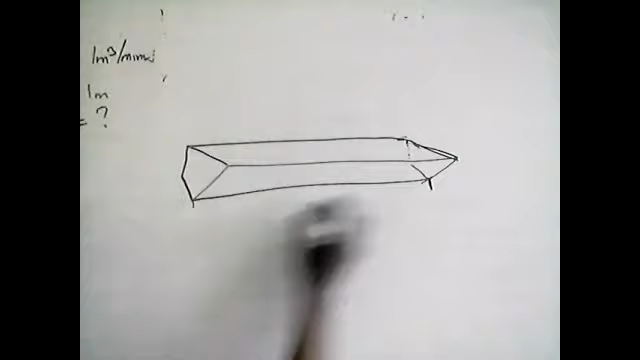 1m³/min
1m
= ?